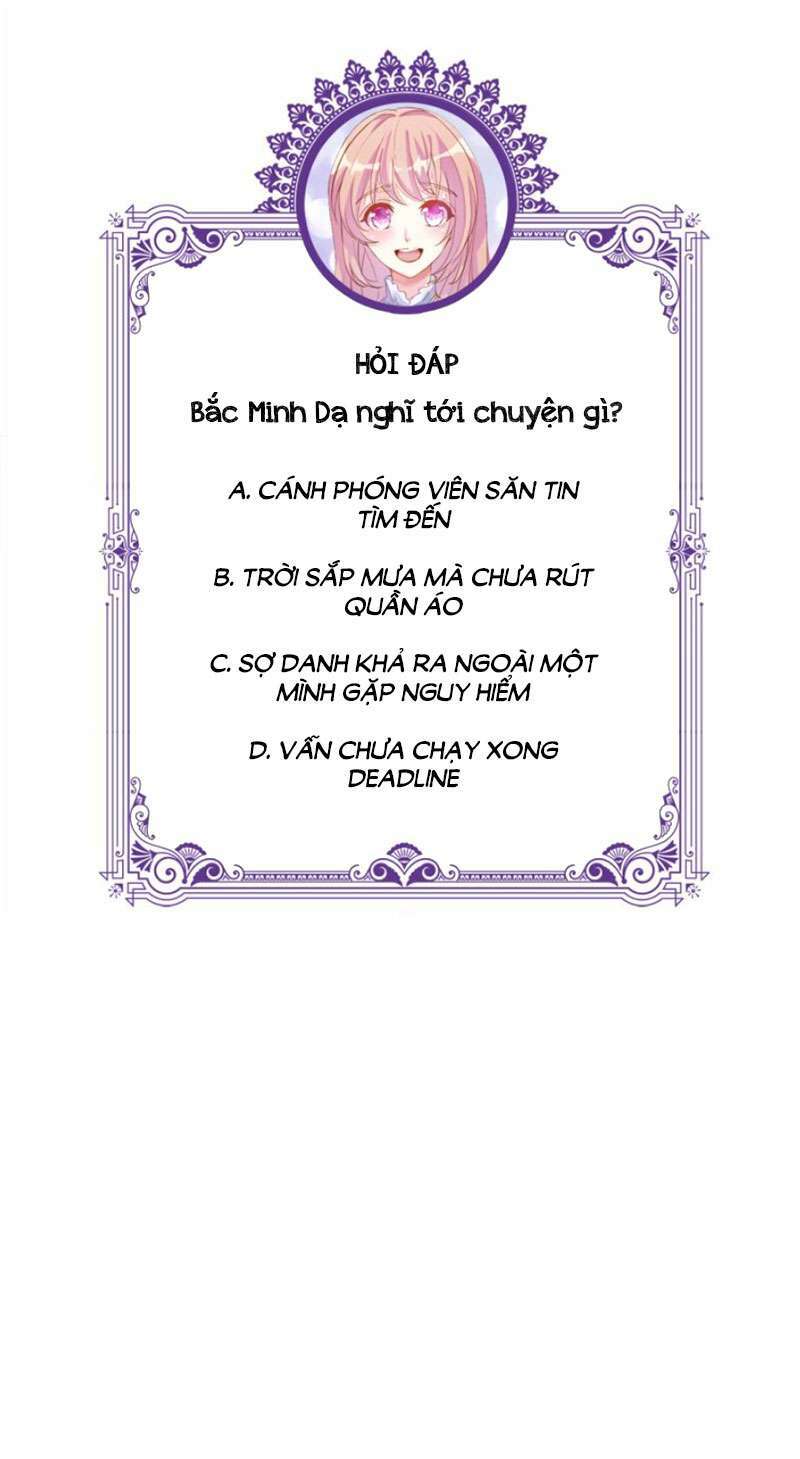 HỎI ĐÁP
Bắc Minh Dạ nghĩ tới chuyện gì?
A. CÁNH PHÓNG VIÊN SĂN TIN
TÌM ĐẾN
B. TRỜI SẮP MƯA MÀ CHƯA RÚT
QUẦN ÁO
C. SỢ DANH KHẢ RA NGOÀI MỘT
MÌNH GẶP NGUY HIỂM
D. VẪN CHƯA CHẠY XONG
DEADLINE